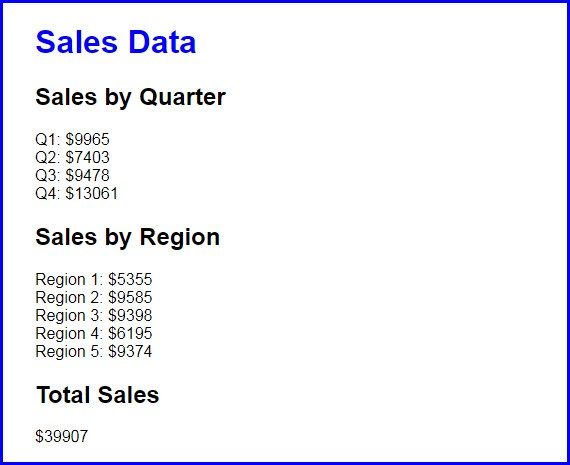 Sales Data
Sales by Quarter
Q1: $9965
Q2: $7403
Q3: $9478
Q4: $13061
Sales by Region
Region 1: $5355
Region 2: $9585
Region 3: $9398
Region 4: $6195
Region 5: $9374
Total Sales
$39907